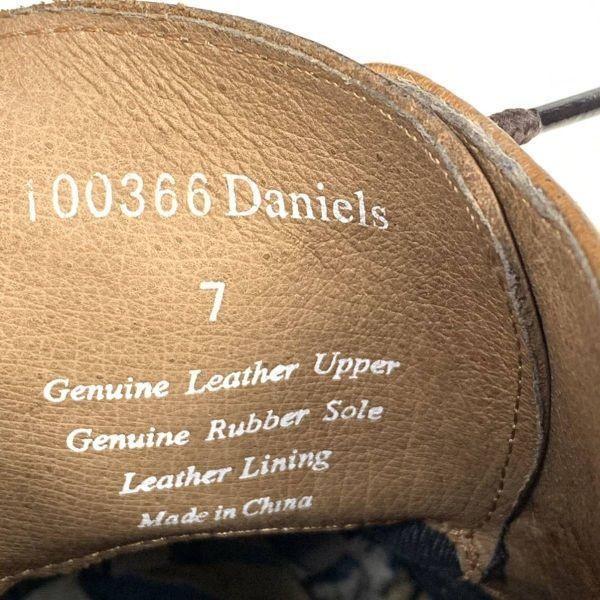 i00366 Daniels
7
Genuine Leather Upper
Genuine Rubber Sole
Leather Lining
Made in China